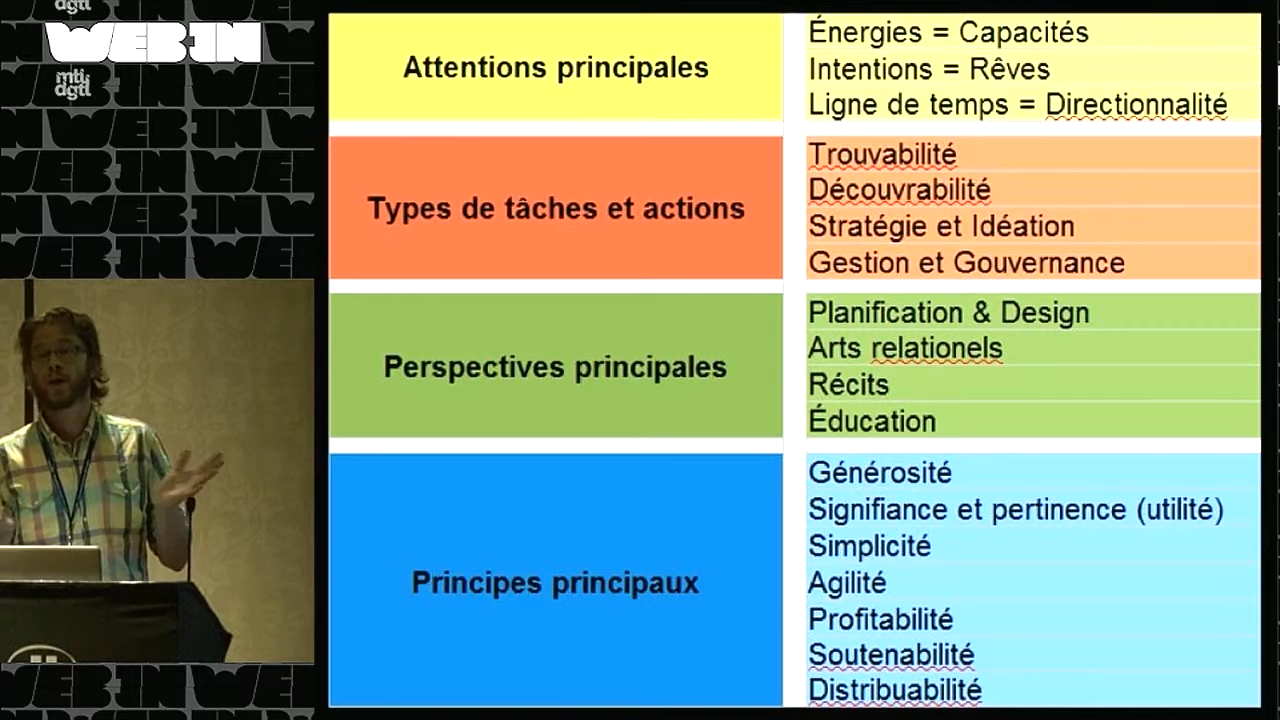 dgtl
WEB-IN
mtl
dgtl
Attentions principales
Énergies = Capacités
Intentions = Rêves
Ligne de temps = Directionnalité
Types de tâches et actions
Trouvabilité
Découvrabilité
Stratégie et Idéation
Gestion et Gouvernance
Perspectives principales
Planification & Design
Arts relationels
Récits
Éducation
Principes principaux
Générosité
Signifiance et pertinence (utilité)
Simplicité
Agilité
Profitabilité
Soutenabilité
Distribuabilité